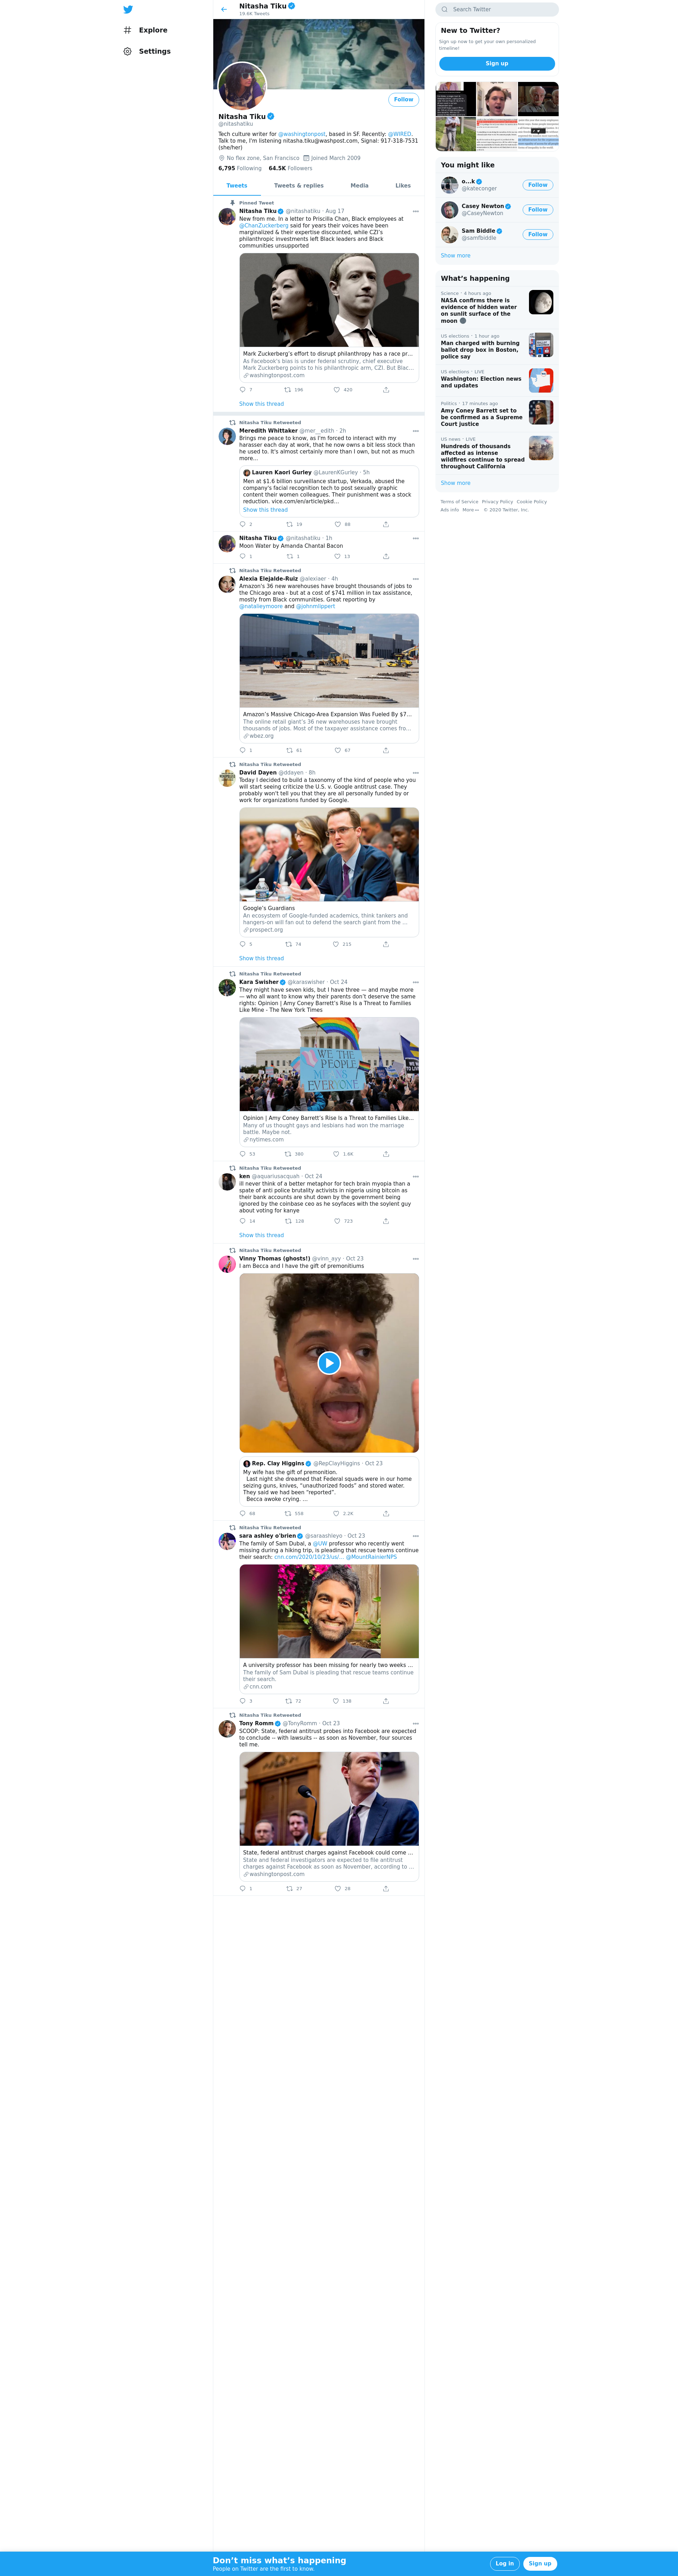 Explore
Settings
Nitasha Tiku
19.6K Tweets
Follow
Nitasha Tiku
@nitashatiku
Tech culture writer for @washingtonpost, based in SF. Recently: @WIRED.
Talk to me, I'm listening nitasha.tiku@washpost.com, Signal: 917-318-7531
(she/her)
No flex zone, San Francisco Joined March 2009
6,795 Following 64.5K Followers
Tweets Tweets & replies Media Likes
Pinned Tweet
Nitasha Tiku @nitashatiku · Aug 17
New from me. In a letter to Priscilla Chan, Black employees at
@ChanZuckerberg said for years their voices have been
marginalized & their expertise discounted, while CZI's
philanthropic investments left Black leaders and Black
communities unsupported
Mark Zuckerberg's effort to disrupt philanthropy has a race pr...
As Facebook's bias is under federal scrutiny, chief executive
Mark Zuckerberg points to his philanthropic arm, CZI. But Blac...
washingtonpost.com
7 196 420
Show this thread
Nitasha Tiku Retweeted
Meredith Whittaker @mer__edith · 2h
Brings me peace to know, as I'm forced to interact with my
harasser each day at work, that he now owns a bit less stock than
he used to. It's almost certainly more than I own, but not as much
more...
Lauren Kaori Gurley @LaurenKGurley · 5h
Men at $1.6 billion surveillance startup, Verkada, abused the
company's facial recognition tech to post sexually graphic
content their women colleagues. Their punishment was a stock
reduction. vice.com/en/article/pkd...
Show this thread
2 19 88
Nitasha Tiku @nitashatiku · 1h
Moon Water by Amanda Chantal Bacon
1 1 13
Nitasha Tiku Retweeted
Alexia Elejalde-Ruiz @alexiaer · 4h
Amazon's 36 new warehouses have brought thousands of jobs to
the Chicago area - but at a cost of $741 million in tax assistance,
mostly from Black communities. Great reporting by
@natalieymoore and @johnmlippert
Amazon's Massive Chicago-Area Expansion Was Fueled By $7...
The online retail giant's 36 new warehouses have brought
thousands of jobs. Most of the taxpayer assistance comes fro...
wbez.org
1 61 67
Nitasha Tiku Retweeted
David Dayen @ddayen · 8h
Today I decided to build a taxonomy of the kind of people who you
will start seeing criticize the U.S. v. Google antitrust case. They
probably won't tell you that they are all personally funded by or
work for organizations funded by Google.
Google's Guardians
An ecosystem of Google-funded academics, think tankers and
hangers-on will fan out to defend the search giant from the ...
prospect.org
5 74 215
Show this thread
Nitasha Tiku Retweeted
Kara Swisher @karaswisher · Oct 24
They might have seven kids, but I have three — and maybe more
— who all want to know why their parents don't deserve the same
rights: Opinion | Amy Coney Barrett's Rise Is a Threat to Families
Like Mine - The New York Times
WE THE
PEOPLE
MEANS
EVERYONE
Opinion | Amy Coney Barrett's Rise Is a Threat to Families Like...
Many of us thought gays and lesbians had won the marriage
battle. Maybe not.
nytimes.com
53 380 1.6K
Nitasha Tiku Retweeted
ken @aquariusacquah · Oct 24
ill never think of a better metaphor for tech brain myopia than a
spate of anti police brutality activists in nigeria using bitcoin as
their bank accounts are shut down by the government being
ignored by the coinbase ceo as he soyfaces with the soylent guy
about voting for kanye
14 128 723
Show this thread
Nitasha Tiku Retweeted
Vinny Thomas (ghosts!) @vinn_ayy · Oct 23
I am Becca and I have the gift of premonitiums
Rep. Clay Higgins @RepClayHiggins · Oct 23
My wife has the gift of premonition.
Last night she dreamed that Federal squads were in our home
seizing guns, knives, "unauthorized foods" and stored water.
They said we had been "reported".
Becca awoke crying. ...
68 558 2.2K
Nitasha Tiku Retweeted
sara ashley o'brien @saraashleyo · Oct 23
The family of Sam Dubal, a @UW professor who recently went
missing during a hiking trip, is pleading that rescue teams continue
their search: cnn.com/2020/10/23/us/... @MountRainierNPS
A university professor has been missing for nearly two weeks ...
The family of Sam Dubal is pleading that rescue teams continue
their search.
cnn.com
3 72 138
Nitasha Tiku Retweeted
Tony Romm @TonyRomm · Oct 23
SCOOP: State, federal antitrust probes into Facebook are expected
to conclude -- with lawsuits -- as soon as November, four sources
tell me.
State, federal antitrust charges against Facebook could come ...
State and federal investigators are expected to file antitrust
charges against Facebook as soon as November, according to ...
washingtonpost.com
1 27 28
Search Twitter
New to Twitter?
Sign up now to get your own personalized
timeline!
Sign up
You might like
o...k
@kateconger
Follow
Casey Newton
@CaseyNewton
Follow
Sam Biddle
@samfbiddle
Follow
Show more
What's happening
Science · 4 hours ago
NASA confirms there is
evidence of hidden water
on sunlit surface of the
moon
US elections · 1 hour ago
Man charged with burning
ballot drop box in Boston,
police say
US elections · LIVE
Washington: Election news
and updates
Politics · 17 minutes ago
Amy Coney Barrett set to
be confirmed as a Supreme
Court justice
US news · LIVE
Hundreds of thousands
affected as intense
wildfires continue to spread
throughout California
Show more
Terms of Service Privacy Policy Cookie Policy
Ads info More © 2020 Twitter, Inc.
Don't miss what's happening
People on Twitter are the first to know.
Log in
Sign up